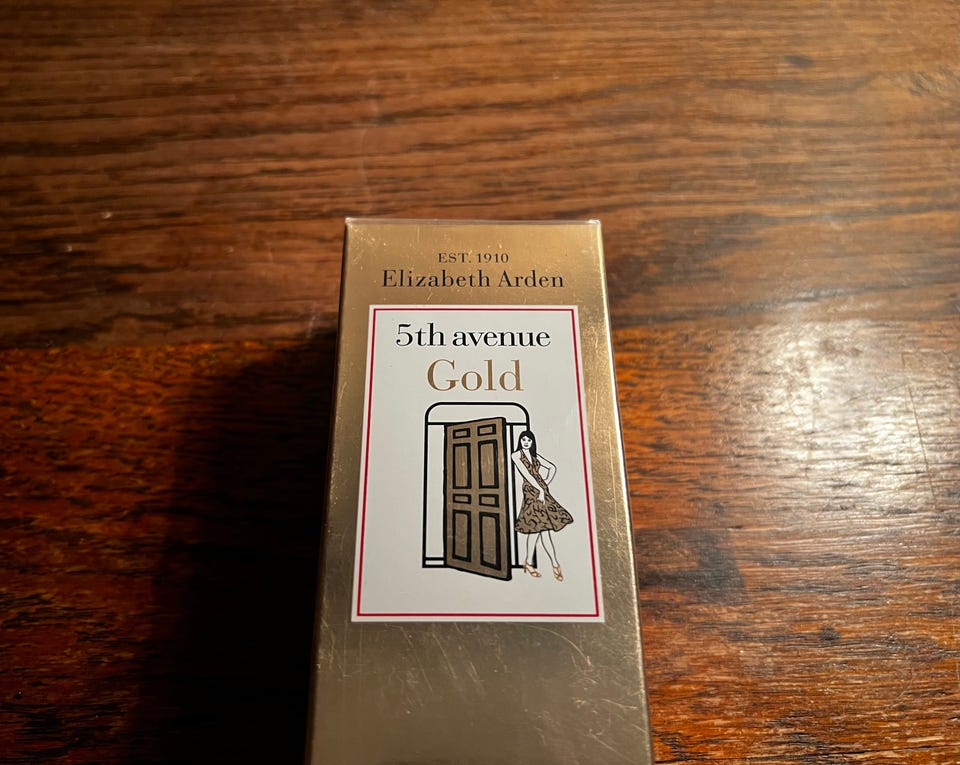 EST. 1910
Elizabeth Arden
5th avenue
Gold